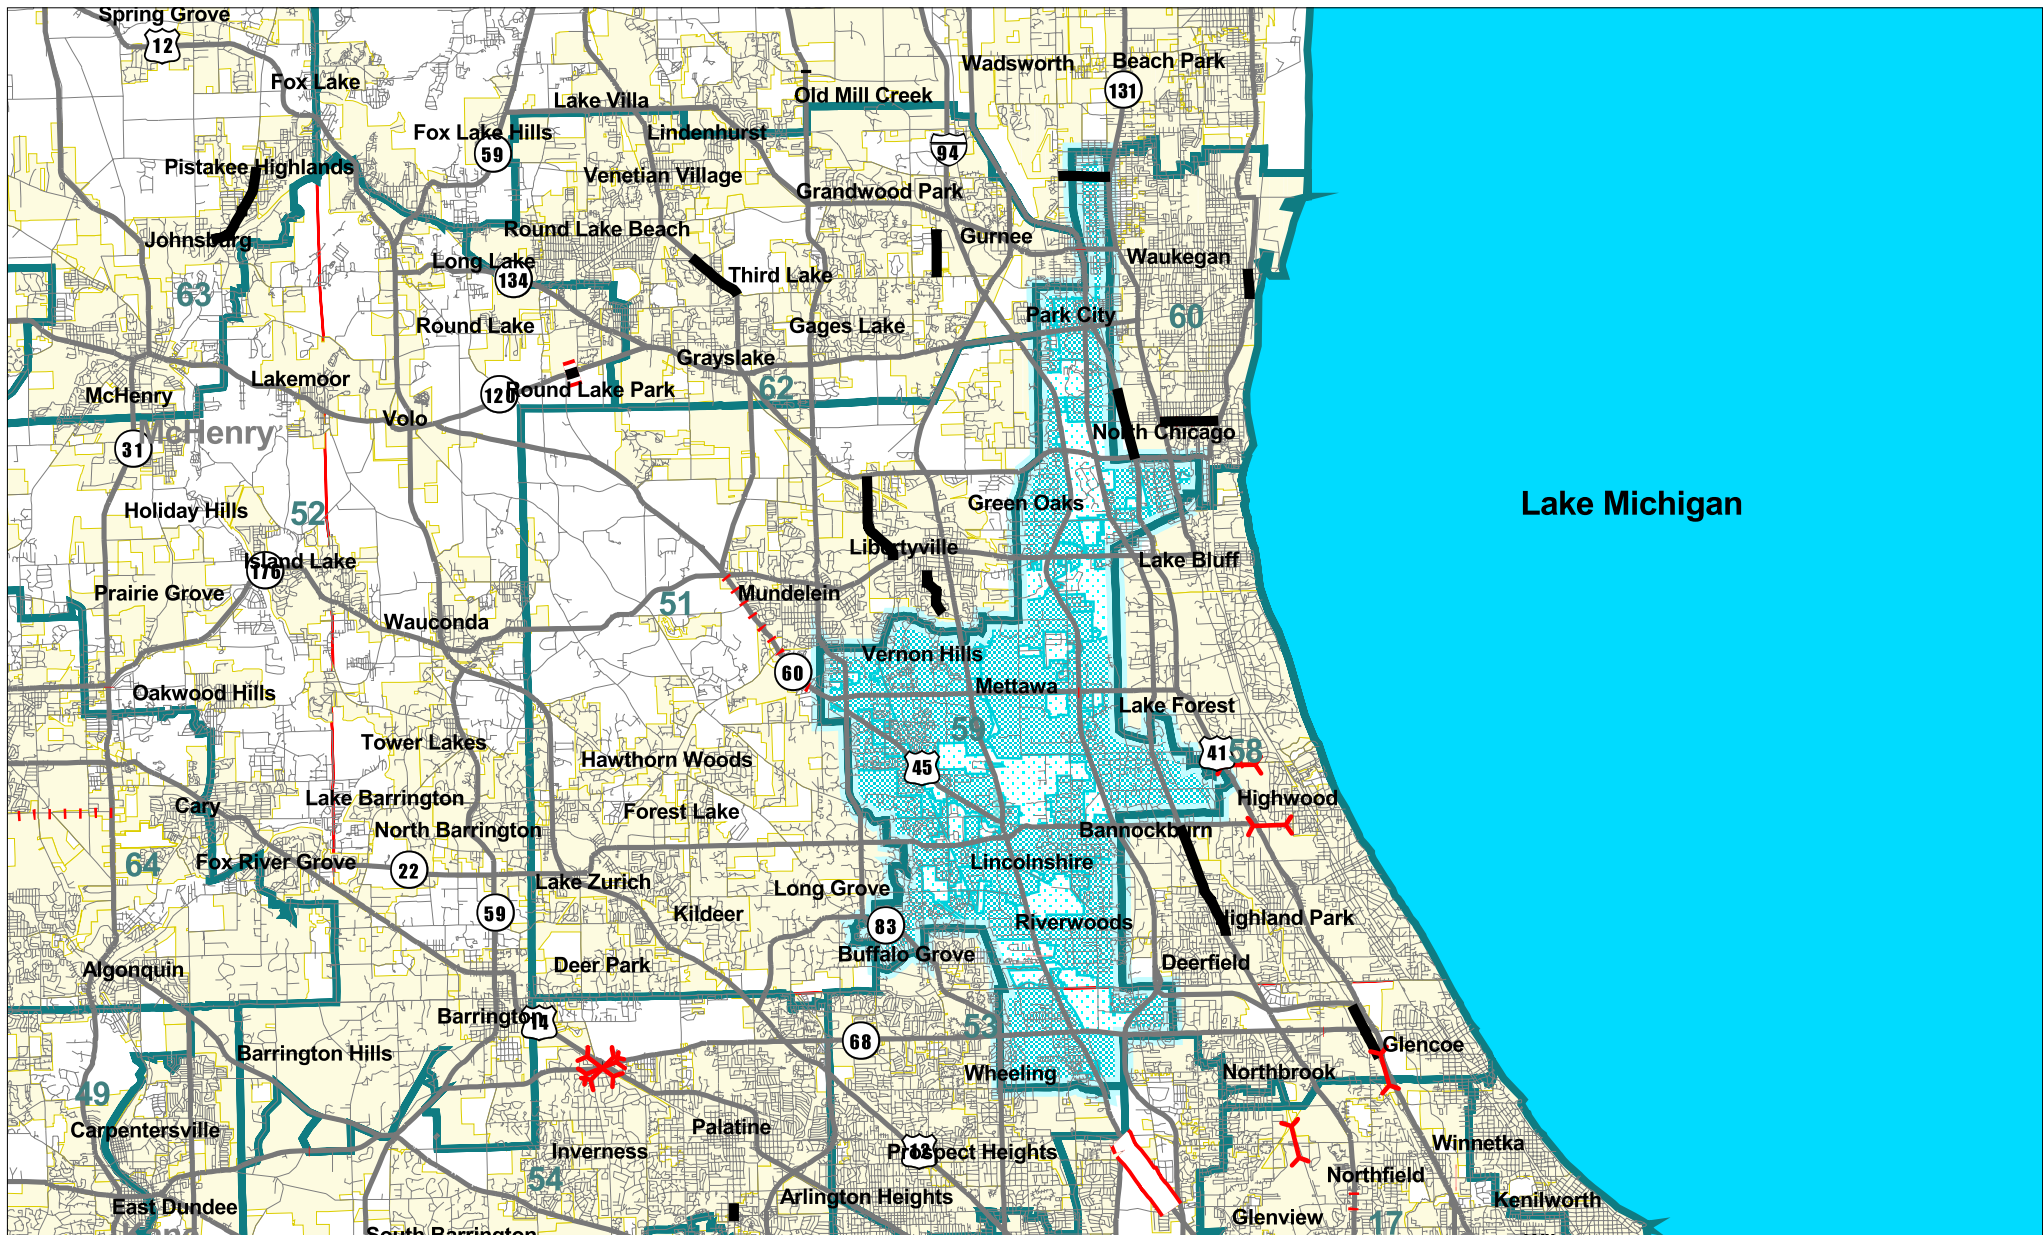 Spring Grove
12
Fox Lake
Wadsworth
Beach Park
131
Lake Villa
Old Mill Creek
Fox Lake Hills
59
Lindenhurst
94
Pistakee Highlands
Venetian Village
Grandwood Park
Johnsburg
Round Lake Beach
Gurnee
Waukegan
Long Lake
134
Third Lake
63
Round Lake
Gages Lake
Park City
60
Grayslake
Lakemoor
McHenry
120
Round Lake Park
62
Volo
McHenry
31
North Chicago
Holiday Hills
52
Green Oaks
Lake Michigan
Island Lake
176
Libertyville
Lake Bluff
Prairie Grove
51
Mundelein
Wauconda
Vernon Hills
60
Mettawa
Oakwood Hills
Lake Forest
59
Tower Lakes
Hawthorn Woods
45
41
58
Cary
Lake Barrington
Forest Lake
Highwood
North Barrington
Bannockburn
64
Fox River Grove
22
Lincolnshire
Lake Zurich
Long Grove
59
Kildeer
83
Riverwoods
Highland Park
Buffalo Grove
Algonquin
Deer Park
Deerfield
Barrington
14
53
68
Barrington Hills
Glencoe
Wheeling
Northbrook
49
Carpentersville
Palatine
Inverness
12
Prospect Heights
Winnetka
54
Northfield
Arlington Heights
Kenilworth
East Dundee
Glenview
17
South Barrington